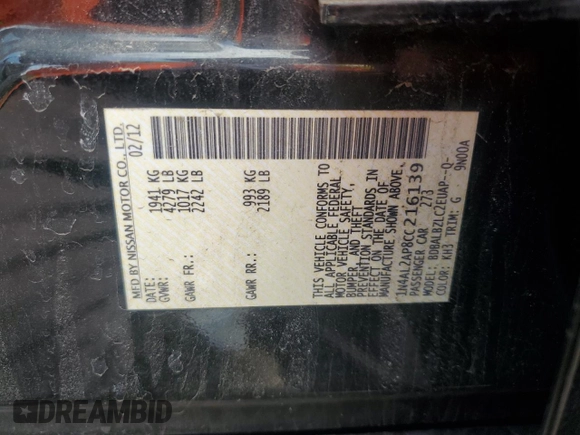 MFD BY NISSAN MOTOR CO., LTD.
DATE: 02/12
GVWR: 1941 KG
4279 LB
GAWR FR.: 1017 KG
2242 LB
GAWR RR.: 993 KG
2189 LB
THIS VEHICLE CONFORMS TO
ALL APPLICABLE FEDERAL
MOTOR VEHICLE SAFETY,
BUMPER, AND THEFT
PREVENTION STANDARDS IN
EFFECT ON THE DATE OF
MANUFACTURE SHOWN ABOVE.
1N4AL2AP8CC216139
PASSENGER CAR 273
MODEL: BDBALBZLC2EUAP--Q-
COLOR: KH3 TRIM: G 9N00A
DREAMBID